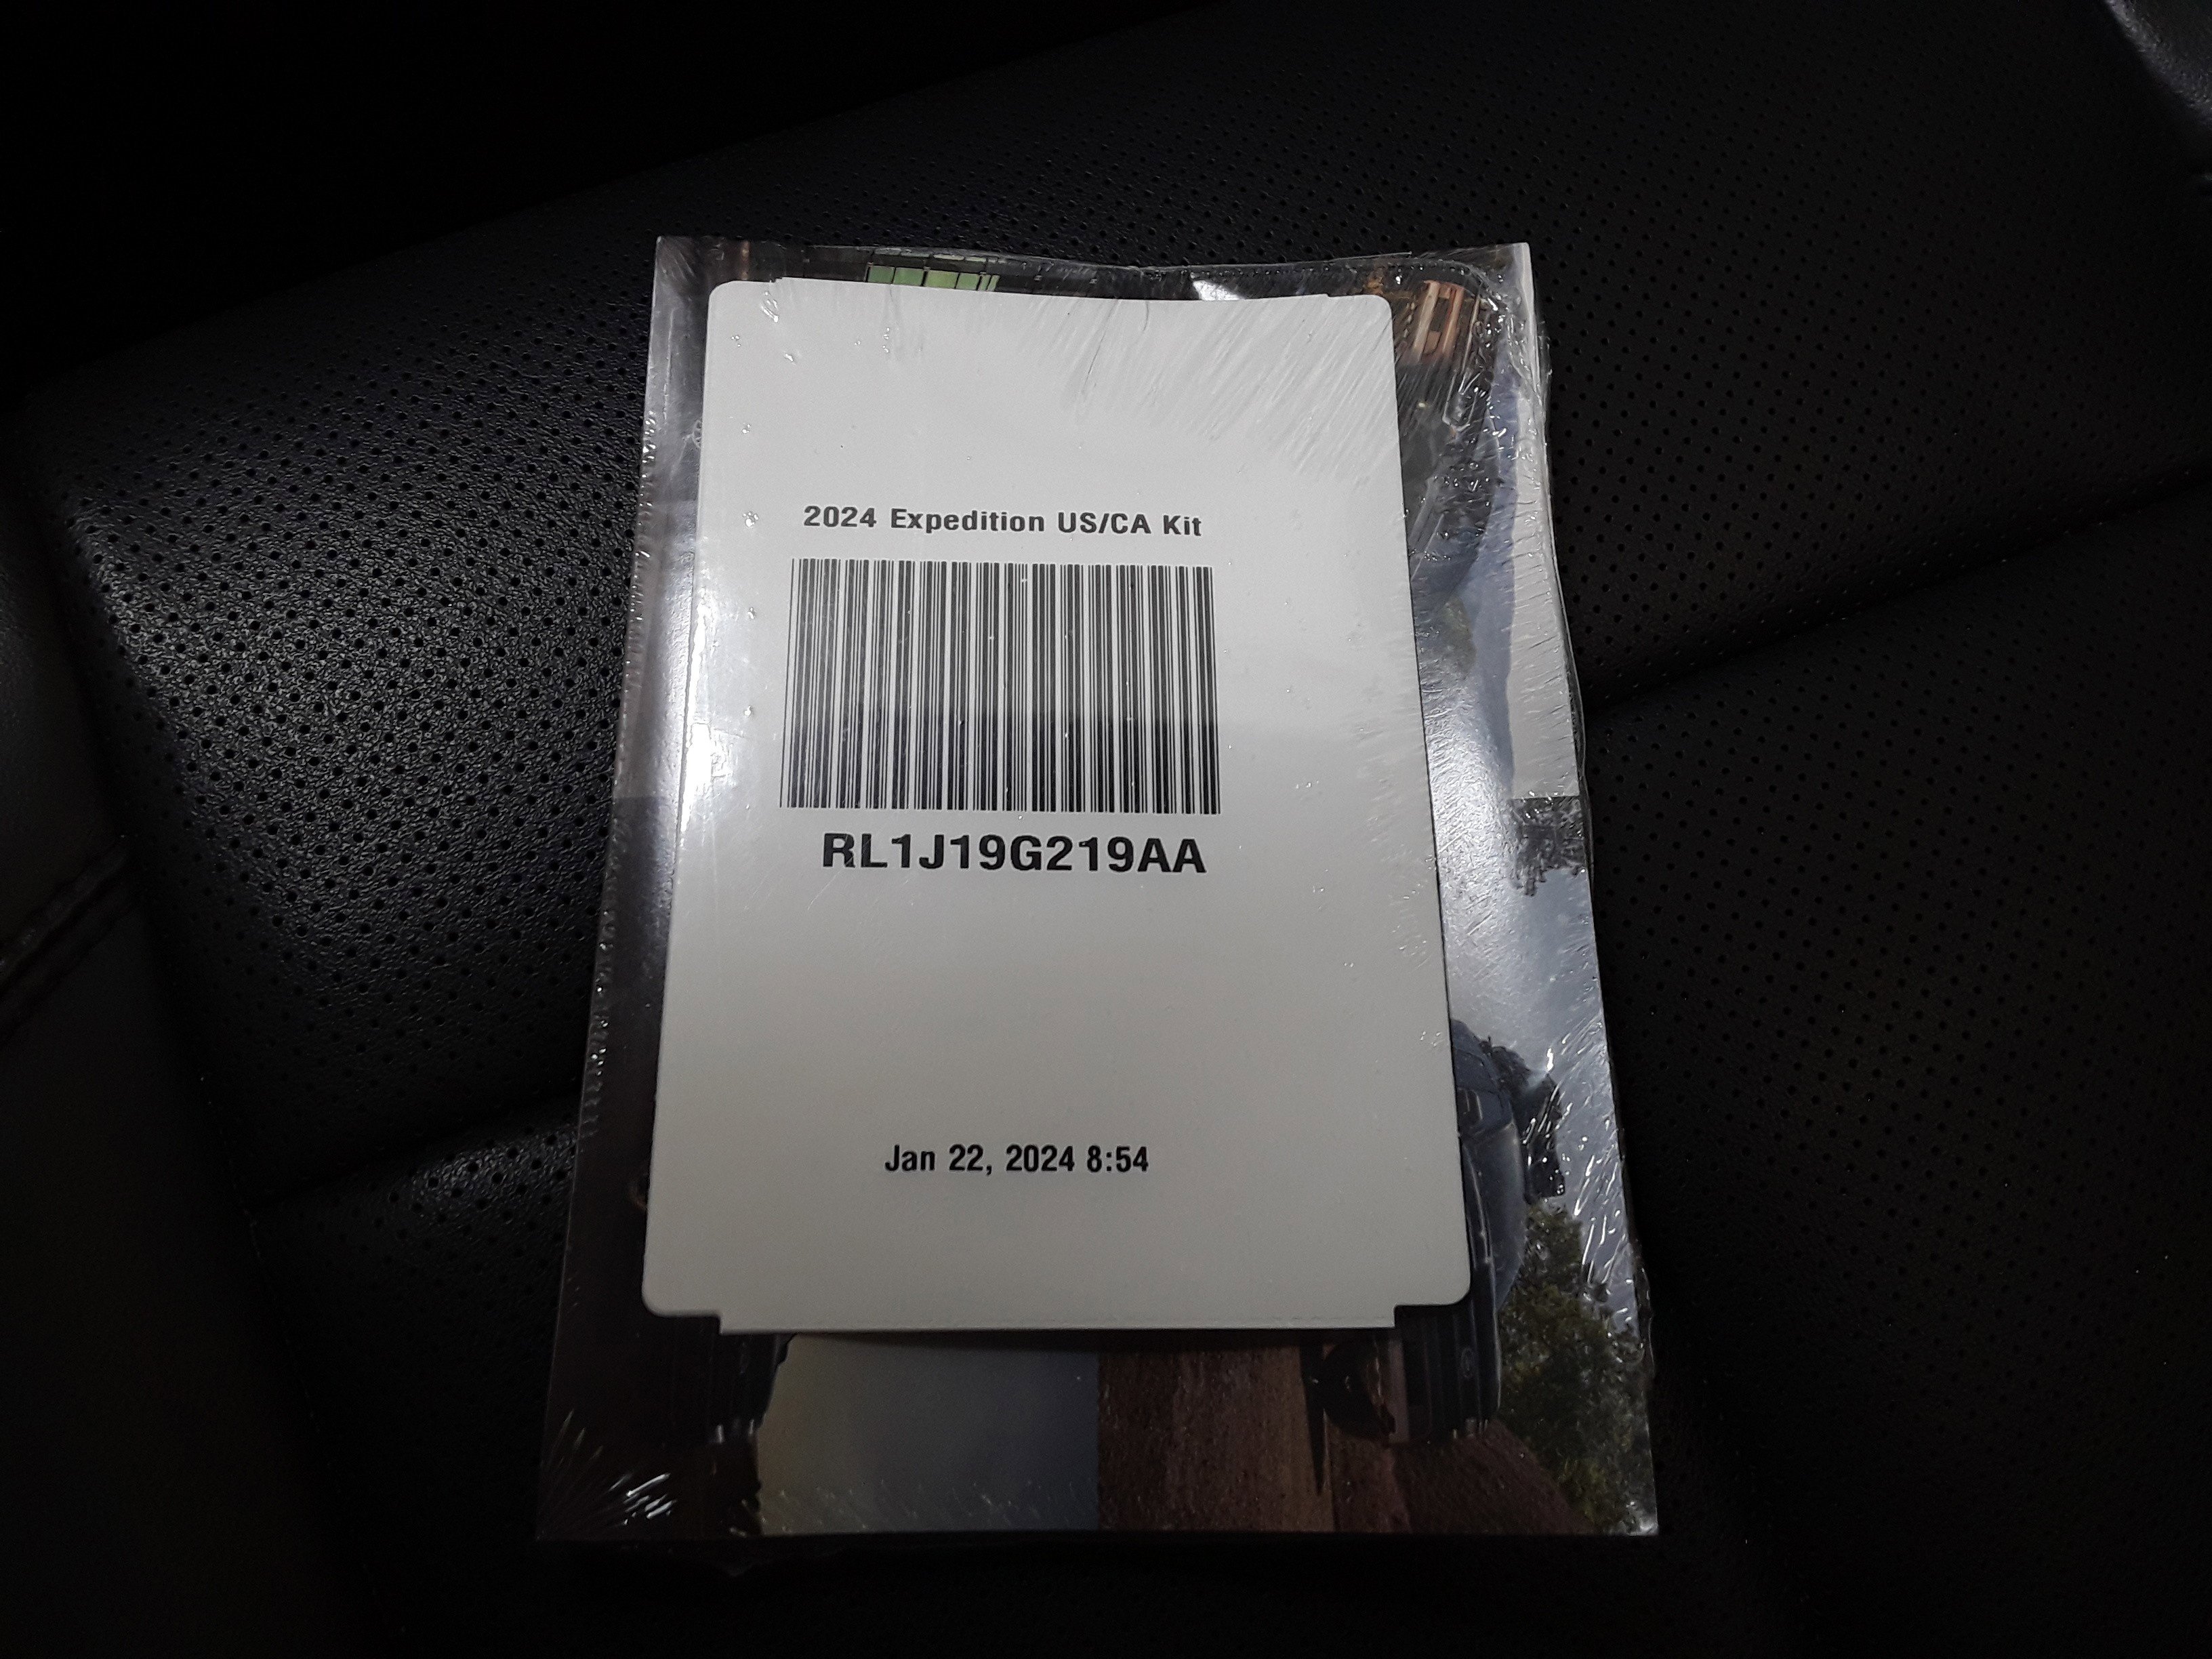 2024 Expedition US/CA Kit
RL1J19G219AA
Jan 22, 2024 8:54